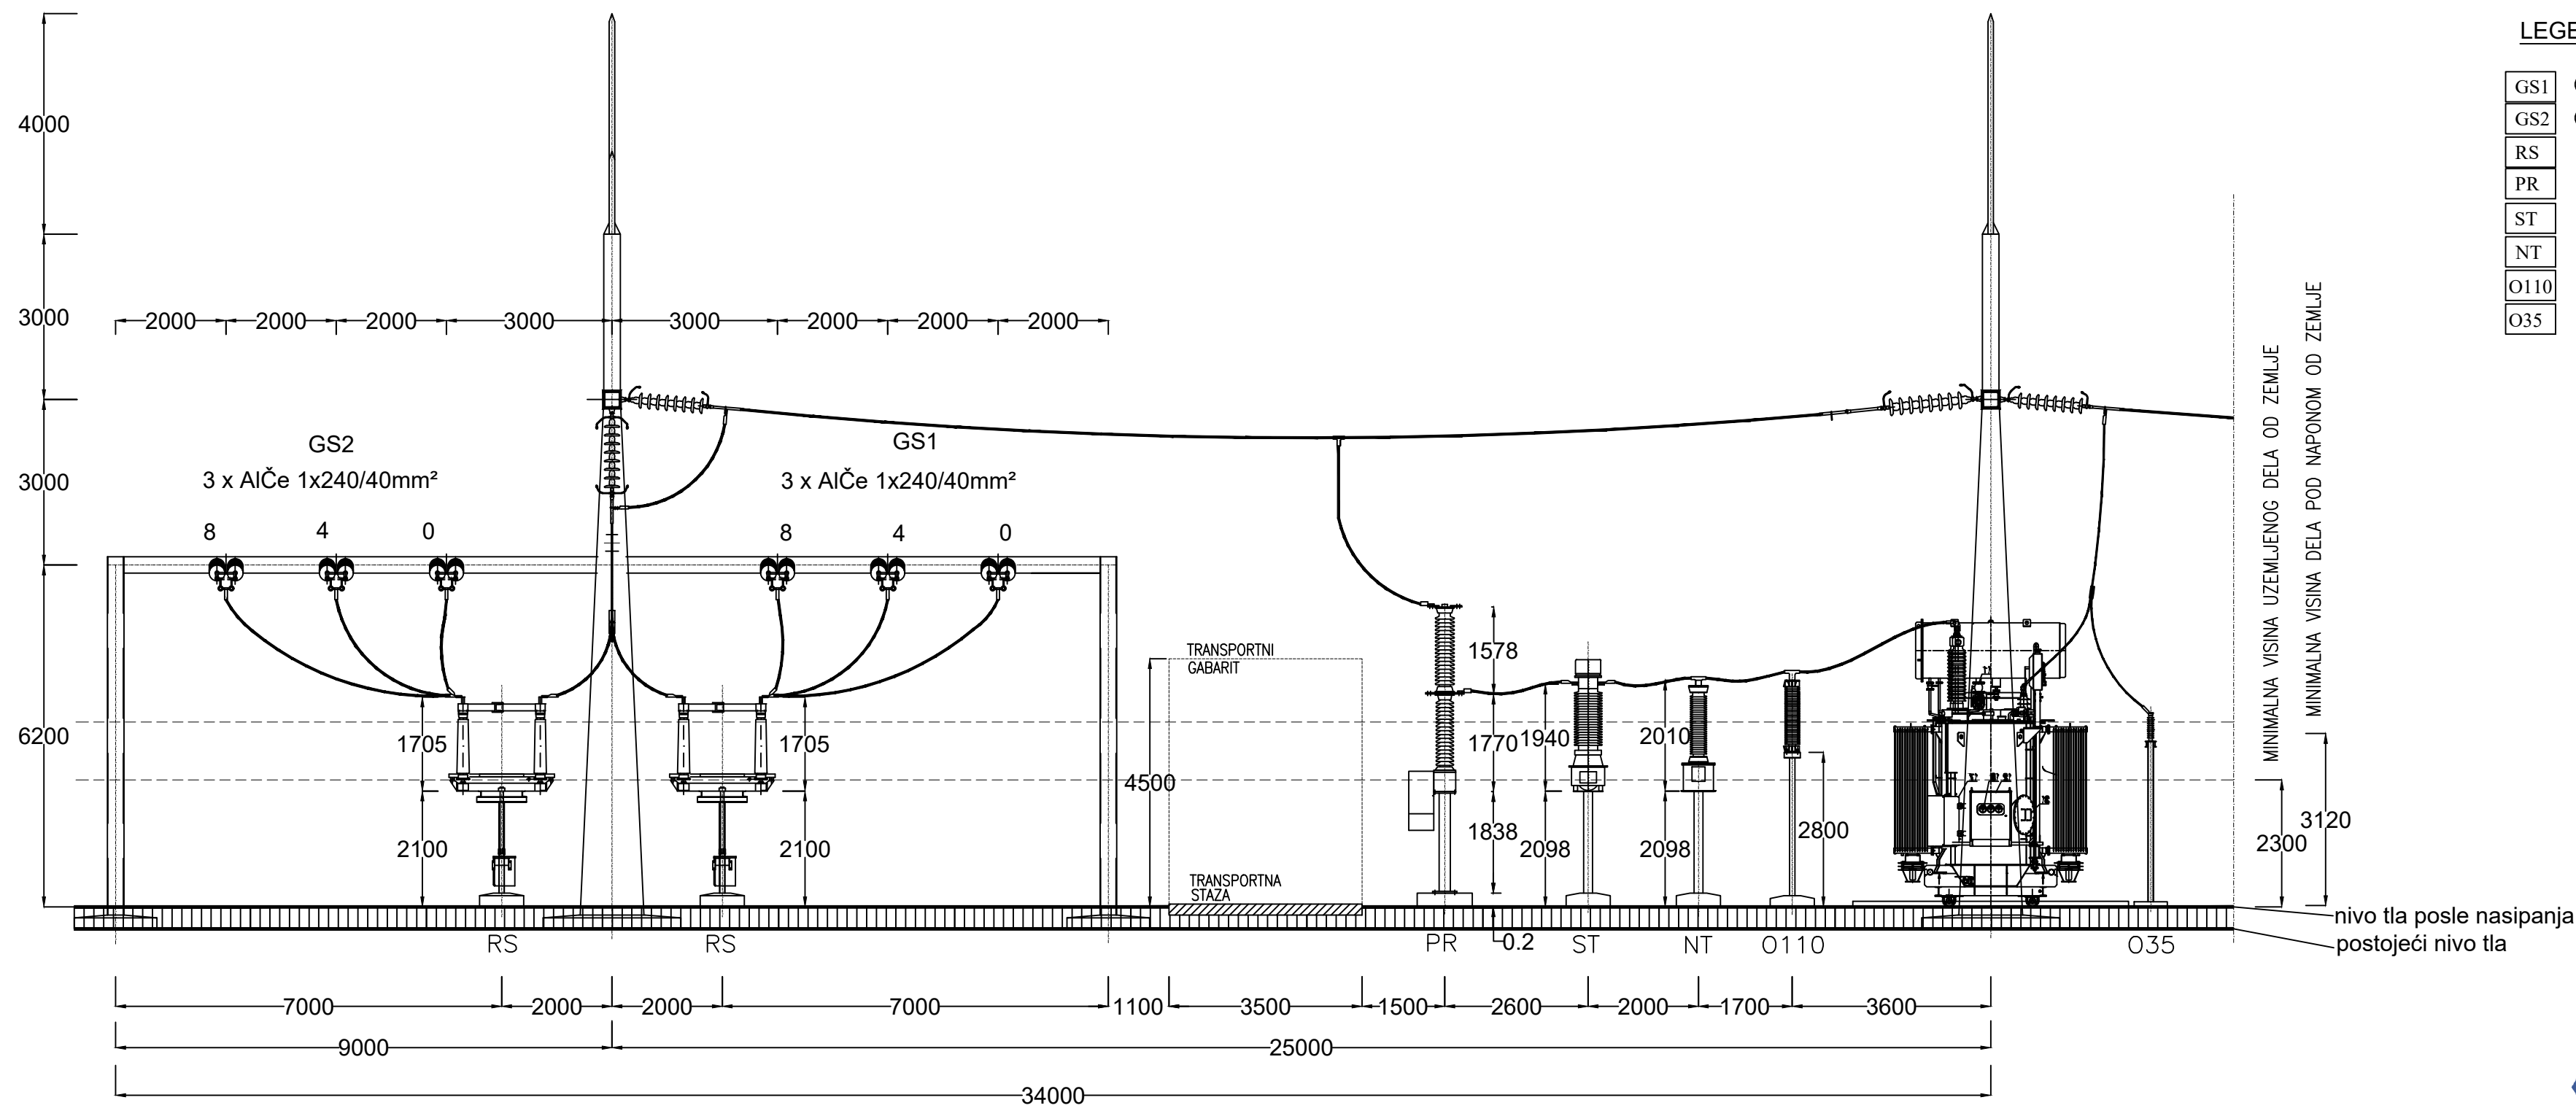 LEGE
GS1
GS2
RS
PR
ST
NT
O110
O35
4000
3000
3000
6200
2000
2000
2000
3000
3000
2000
2000
2000
GS2
3 x AlČe 1x240/40mm²
GS1
3 x AlČe 1x240/40mm²
8
4
0
8
4
0
1705
2100
1705
2100
4500
TRANSPORTNI
GABARIT
TRANSPORTNA
STAZA
1578
1770
1838
0.2
1940
2098
2010
2098
2800
MINIMALNA VISINA UZEMLJENOG DELA OD ZEMLJE
MINIMALNA VISINA DELA POD NAPONOM OD ZEMLJE
2300
3120
nivo tla posle nasipanja
postojeći nivo tla
RS
RS
PR
ST
NT
O110
O35
7000
2000
2000
7000
1100
3500
1500
2600
2000
1700
3600
9000
25000
34000